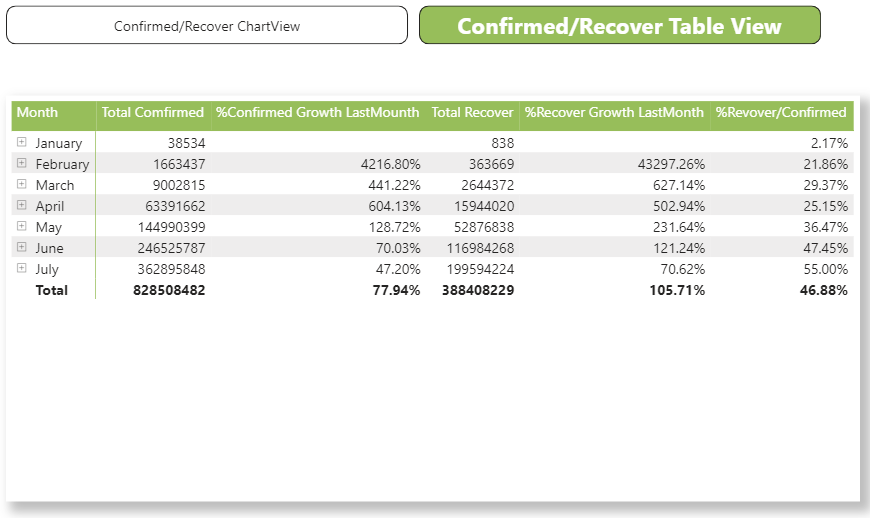 Confirmed/Recover ChartView
Confirmed/Recover Table View
Month Total Comfirmed %Confirmed Growth LastMounth Total Recover %Recover Growth LastMonth %Revover/Confirmed
January 38534 838 2.17%
February 1663437 4216.80% 363669 43297.26% 21.86%
March 9002815 441.22% 2644372 627.14% 29.37%
April 63391662 604.13% 15944020 502.94% 25.15%
May 144990399 128.72% 52876838 231.64% 36.47%
June 246525787 70.03% 116984268 121.24% 47.45%
July 362895848 47.20% 199594224 70.62% 55.00%
Total 828508482 77.94% 388408229 105.71% 46.88%